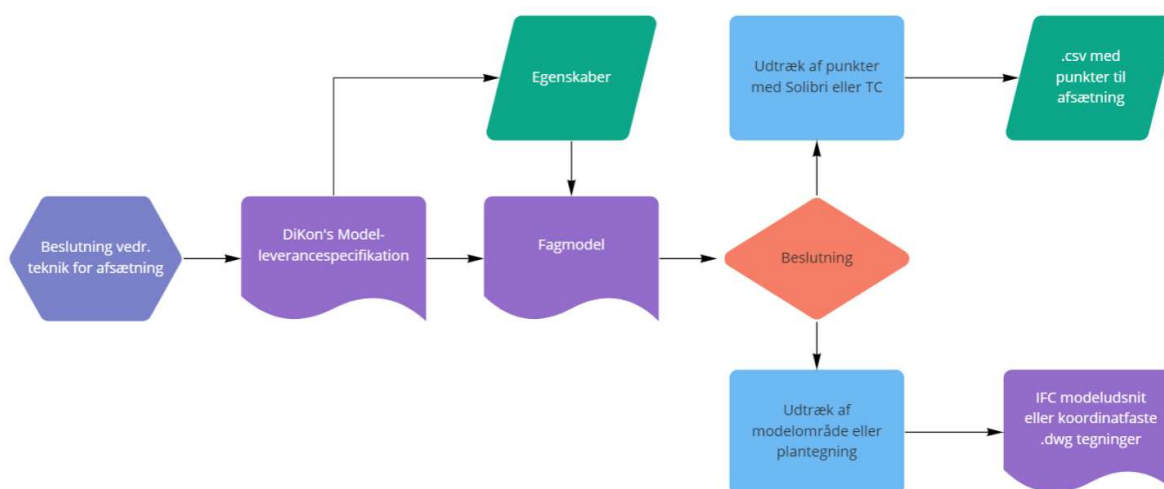 Egenskaber
Udtræk af punkter
med Solibri eller TC
.csv med
punkter til
afsætning
Beslutning vedr.
teknik for afsætning
DiKon's Model-
leverancespecifikation
Fagmodel
Beslutning
Udtræk af
modelområde eller
plantegning
IFC modeludsnit
eller koordinatfaste
.dwg tegninger